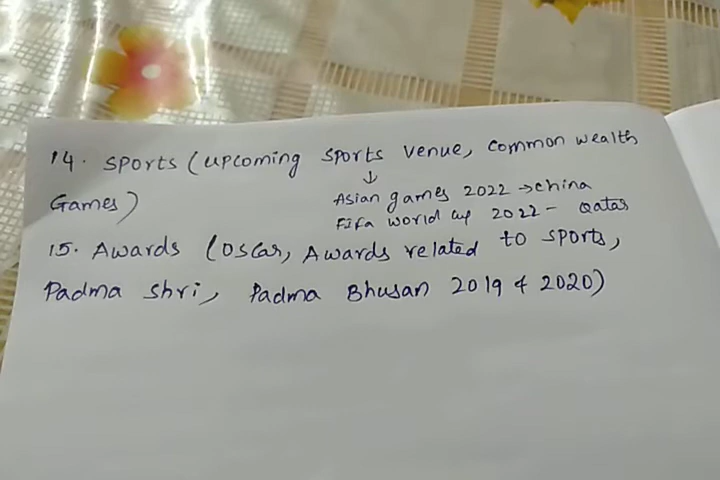 14. Sports (upcoming sports venue, Common wealth
Games)
↓
Asian games 2022 → China
Fifa world cup 2022 - Qatar
15. Awards (Oscar, Awards related to sports,
Padma Shri, Padma Bhusan 2019 & 2020)